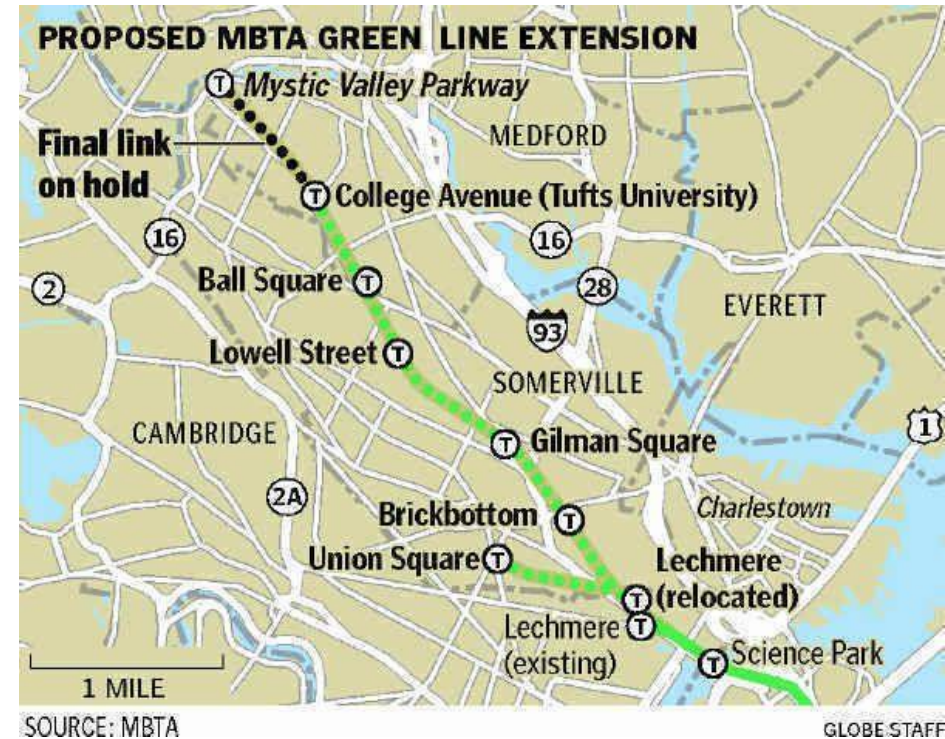 PROPOSED MBTA GREEN LINE EXTENSION
T Mystic Valley Parkway
MEDFORD
Final link
on hold
T College Avenue (Tufts University)
16
16
2
28
Ball Square T
EVERETT
93
Lowell Street T
SOMERVILLE
1
CAMBRIDGE
T Gilman Square
2A
Charlestown
Brickbottom T
Union Square T
Lechmere
T (relocated)
Lechmere T
(existing)
T Science Park
1 MILE
SOURCE: MBTA
GLOBE STAFF